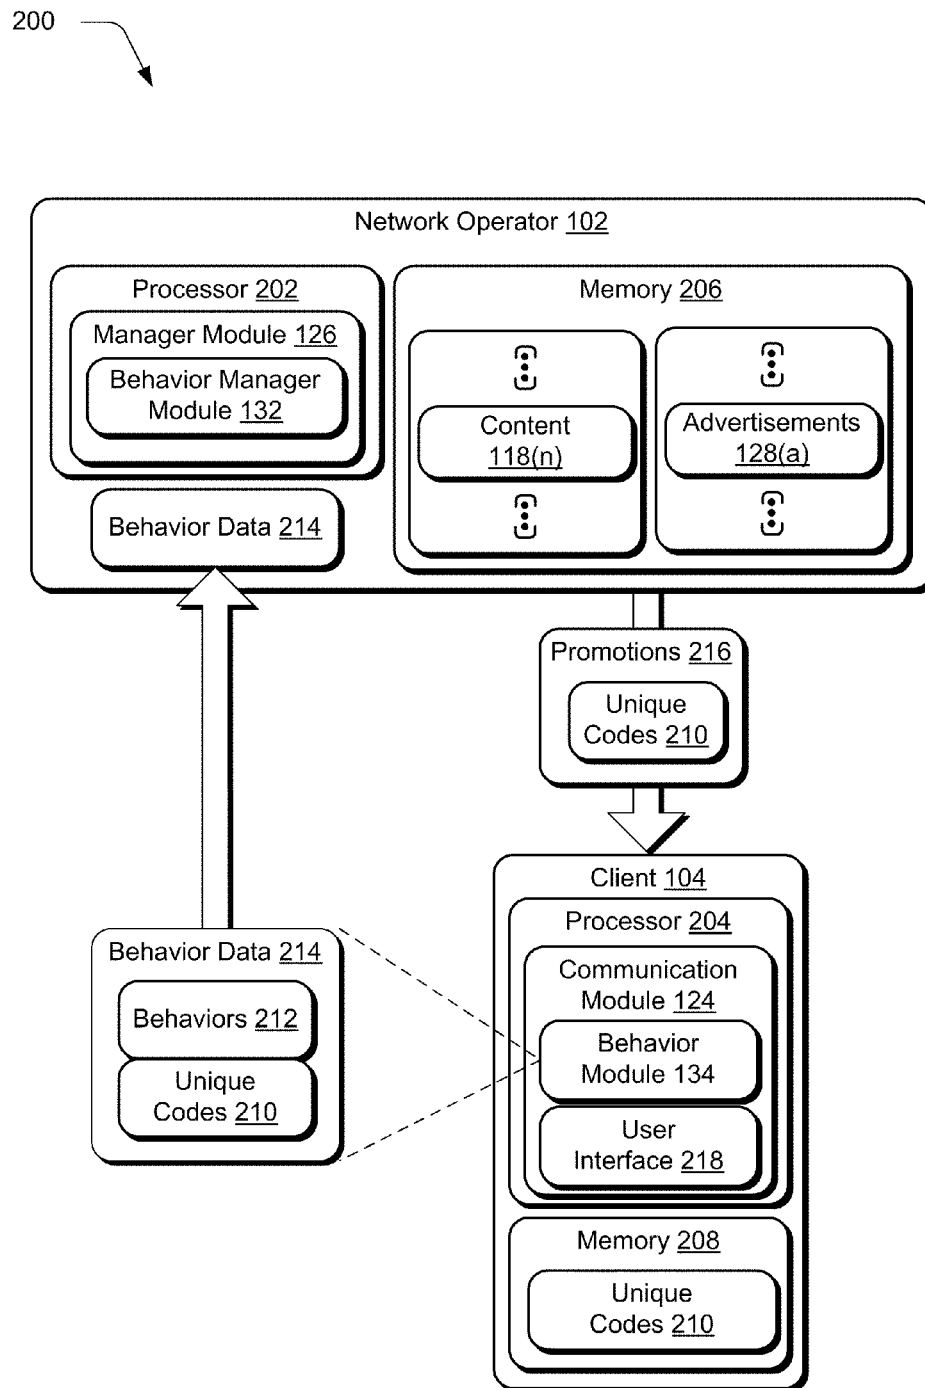 200
Network Operator 102
Processor 202
Manager Module 126
Behavior Manager
Module 132
Behavior Data 214
Memory 206
Content
118(n)
Advertisements
128(a)
Promotions 216
Unique
Codes 210
Client 104
Processor 204
Communication
Module 124
Behavior
Module 134
User
Interface 218
Memory 208
Unique
Codes 210
Behavior Data 214
Behaviors 212
Unique
Codes 210